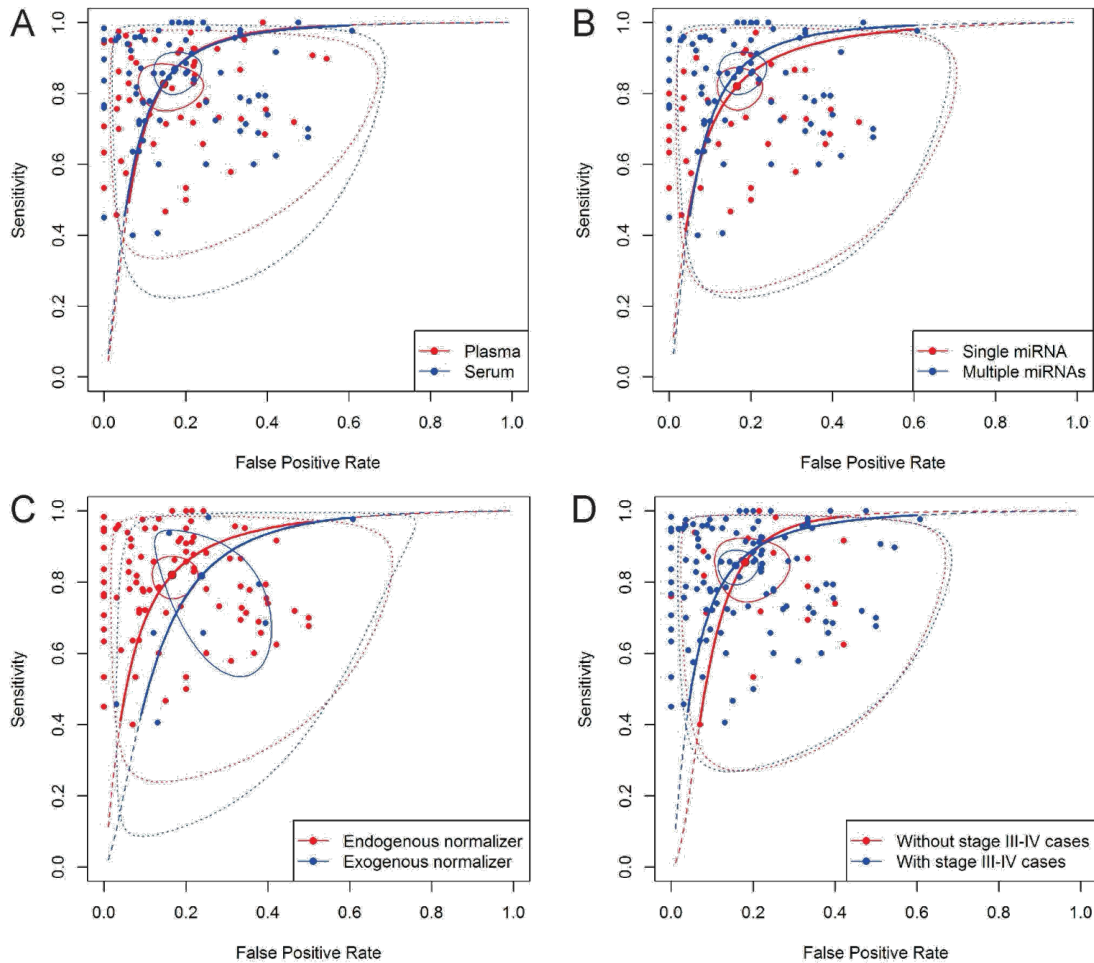 A
Sensitivity
1.0
0.8
0.6
0.4
0.2
0.0
Plasma
Serum
0.0 0.2 0.4 0.6 0.8 1.0
False Positive Rate
B
Sensitivity
1.0
0.8
0.6
0.4
0.2
0.0
Single miRNA
Multiple miRNAs
0.0 0.2 0.4 0.6 0.8 1.0
False Positive Rate
C
Sensitivity
1.0
0.8
0.6
0.4
0.2
0.0
Endogenous normalizer
Exogenous normalizer
0.0 0.2 0.4 0.6 0.8 1.0
False Positive Rate
D
Sensitivity
1.0
0.8
0.6
0.4
0.2
0.0
Without stage III-IV cases
With stage III-IV cases
0.0 0.2 0.4 0.6 0.8 1.0
False Positive Rate